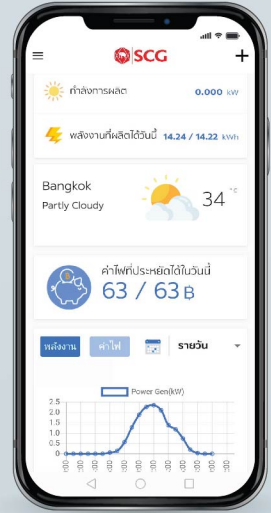 SCG
กำลังการผลิต 0.000 kW
พลังงานที่ผลิตได้วันนี้ 14.24 / 14.22 kWh
Bangkok
Partly Cloudy
34 °C
ค่าไฟที่ประหยัดได้ในวันนี้
63 / 63 ฿
พลังงาน ค่าไฟ รายวัน
Power Gen(kW)
2.5
2.0
1.5
1.0
0.5
0